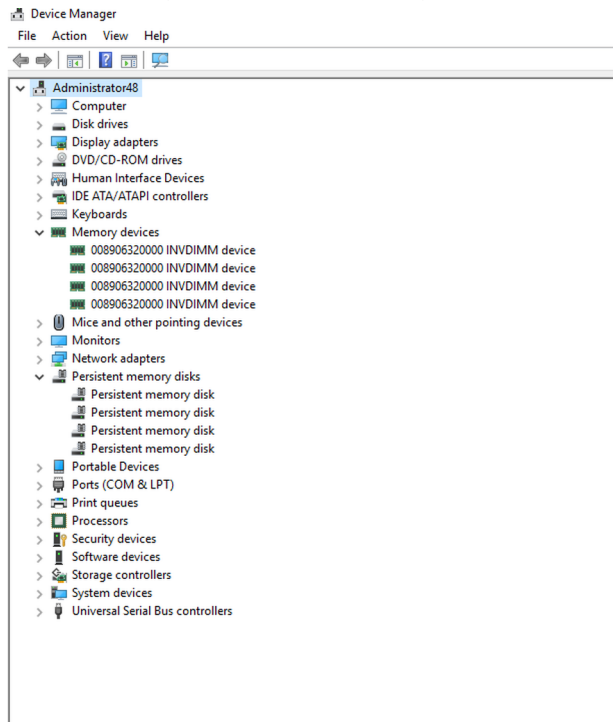 Device Manager
File Action View Help
Administrator48
Computer
Disk drives
Display adapters
DVD/CD-ROM drives
Human Interface Devices
IDE ATA/ATAPI controllers
Keyboards
Memory devices
008906320000 INVDIMM device
008906320000 INVDIMM device
008906320000 INVDIMM device
008906320000 INVDIMM device
Mice and other pointing devices
Monitors
Network adapters
Persistent memory disks
Persistent memory disk
Persistent memory disk
Persistent memory disk
Persistent memory disk
Portable Devices
Ports (COM & LPT)
Print queues
Processors
Security devices
Software devices
Storage controllers
System devices
Universal Serial Bus controllers